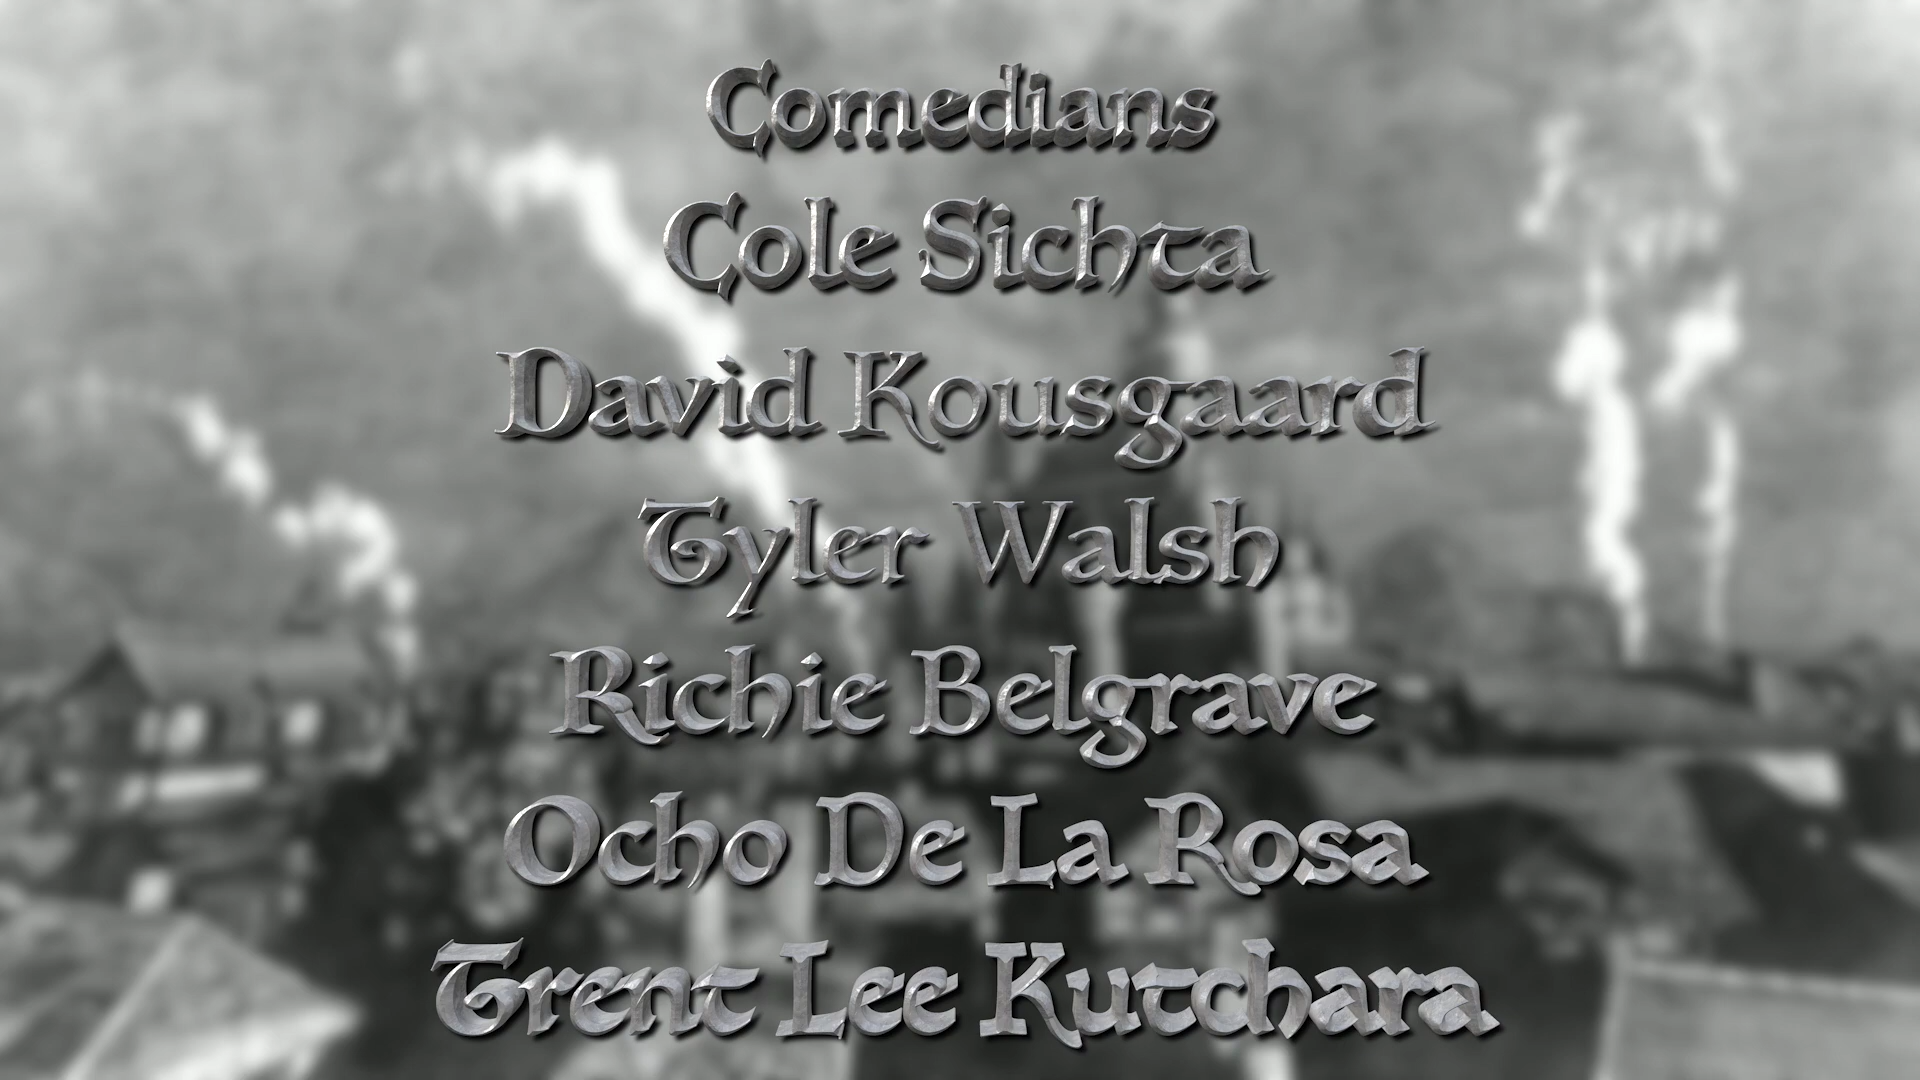 Comedians
Cole Sichta
David Kousgaard
Tyler Walsh
Richie Belgrave
Ocho De La Rosa
Trent Lee Kutchara